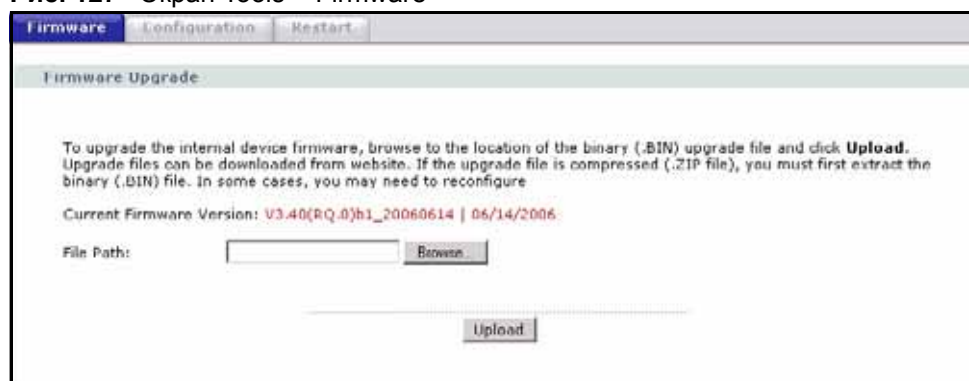 Экран Tools > Firmware
Firmware Configuration Restart
Firmware Upgrade
To upgrade the internal device firmware, browse to the location of the binary (.BIN) upgrade file and click Upload.
Upgrade files can be downloaded from website. If the upgrade file is compressed (.ZIP file), you must first extract the
binary (.BIN) file. In some cases, you may need to reconfigure
Current Firmware Version: V3.40(RQ.0)b1_20060614 | 06/14/2006
File Path: Browse...
Upload